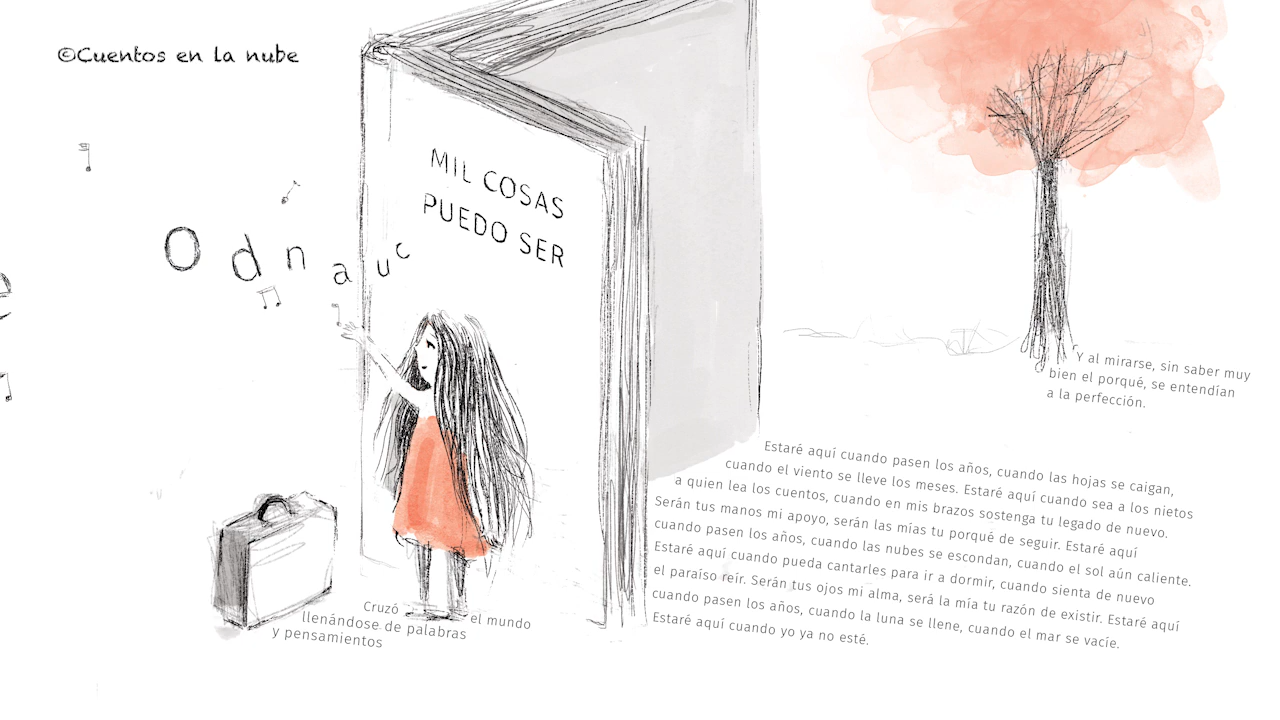 ©Cuentos en la nube
MIL COSAS
PUEDO SER
O d n a u c
e
Y al mirarse, sin saber muy
bien el porqué, se entendían
a la perfección.
Estaré aquí cuando pasen los años, cuando las hojas se caigan,
cuando el viento se lleve los meses. Estaré aquí cuando sea a los nietos
a quien lea los cuentos, cuando en mis brazos sostenga tu legado de nuevo.
Serán tus manos mi apoyo, serán las mías tu porqué de seguir. Estaré aquí
cuando pasen los años, cuando las nubes se escondan, cuando el sol aún caliente.
Estaré aquí cuando pueda cantarles para ir a dormir, cuando sienta de nuevo
el paraíso reír. Serán tus ojos mi alma, será la mía tu razón de existir. Estaré aquí
cuando pasen los años, cuando la luna se llene, cuando el mar se vacíe.
Estaré aquí cuando yo ya no esté.
Cruzó el mundo
llenándose de palabras
y pensamientos